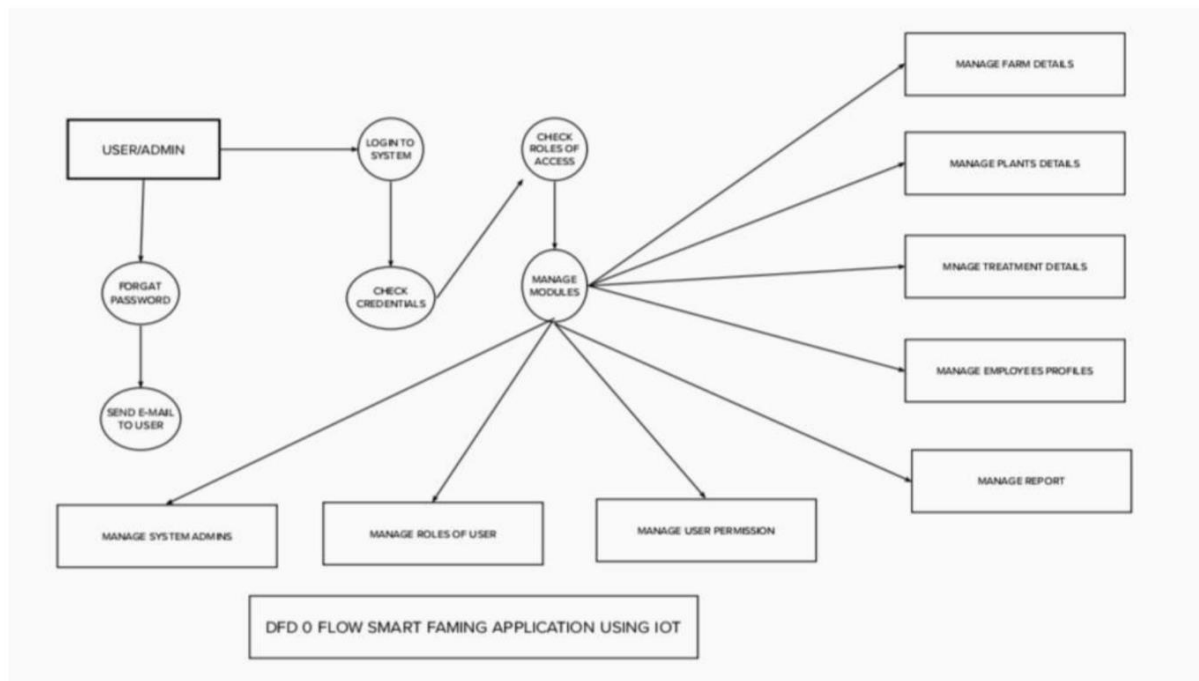 MANAGE FARM DETAILS
USER/ADMIN
LOGIN TO
SYSTEM
CHECK
ROLES OF
ACCESS
MANAGE PLANTS DETAILS
FORGAT
PASSWORD
CHECK
CREDENTIALS
MANAGE
MODULES
MNAGE TREATMENT DETAILS
MANAGE EMPLOYEES PROFILES
SEND E-MAIL
TO USER
MANAGE REPORT
MANAGE SYSTEM ADMINS
MANAGE ROLES OF USER
MANAGE USER PERMISSION
DFD 0 FLOW SMART FAMING APPLICATION USING IOT